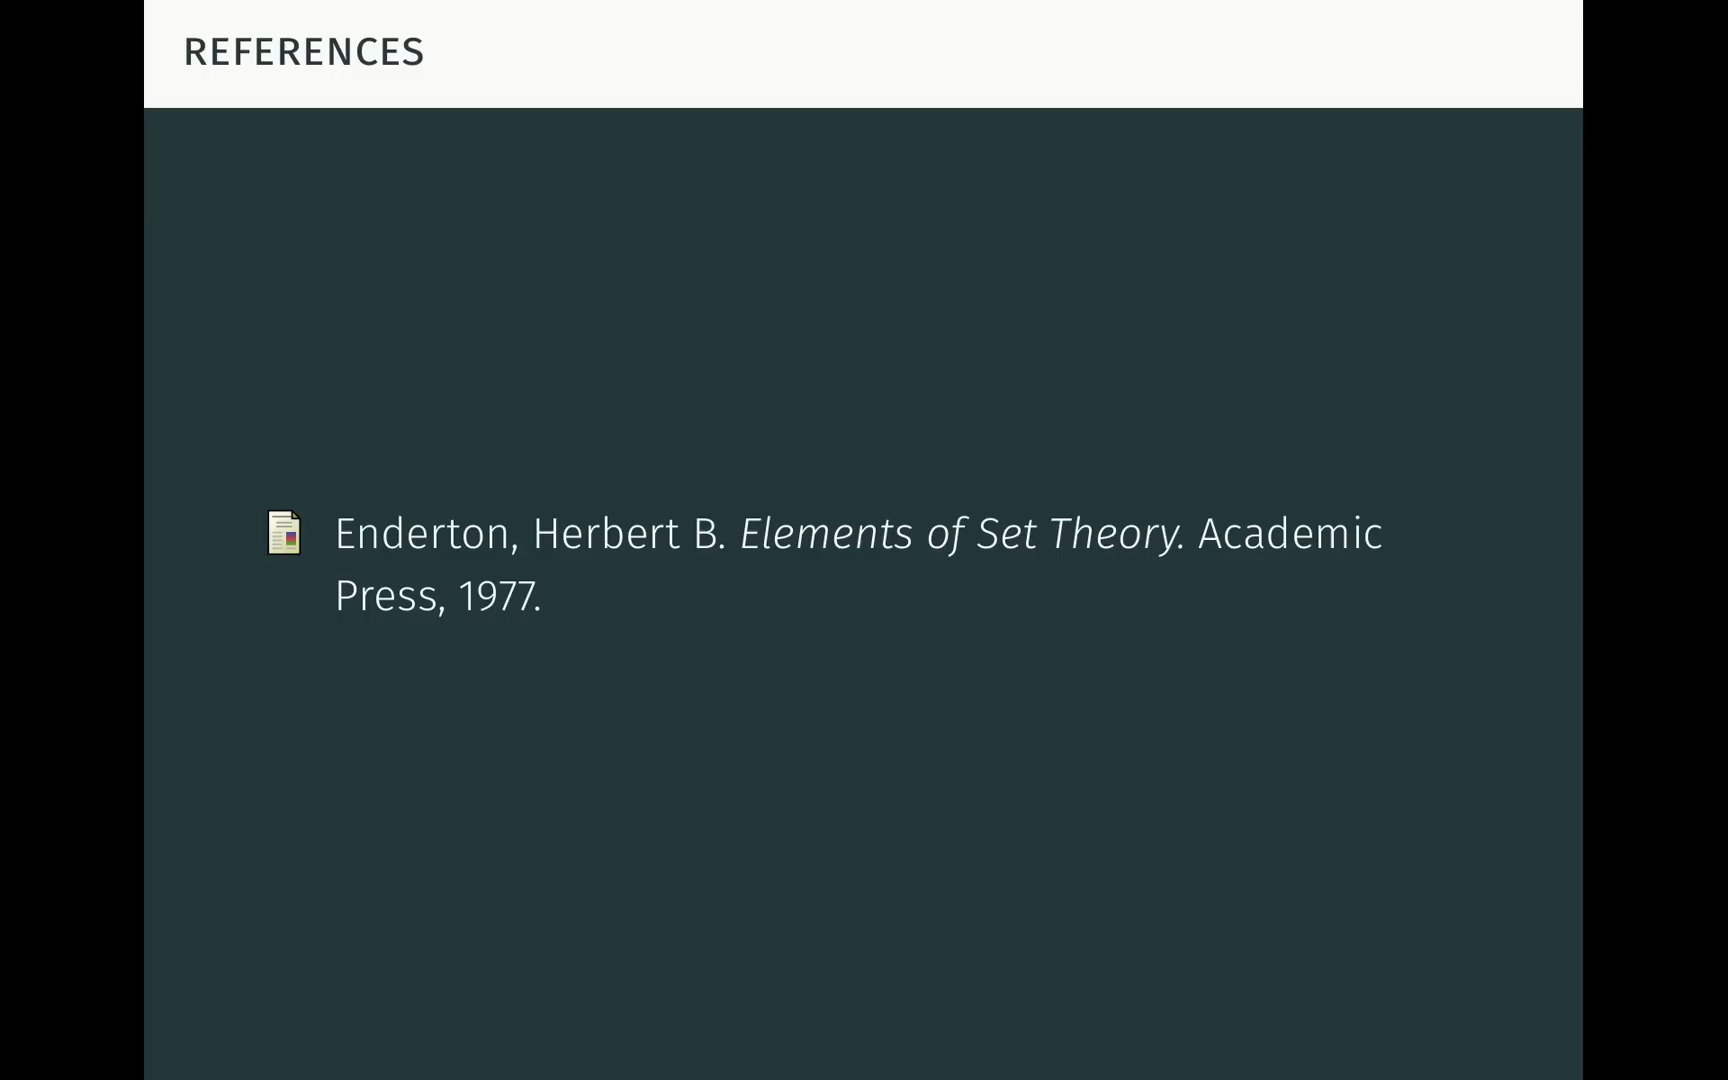 REFERENCES
Enderton, Herbert B. Elements of Set Theory. Academic
Press, 1977.